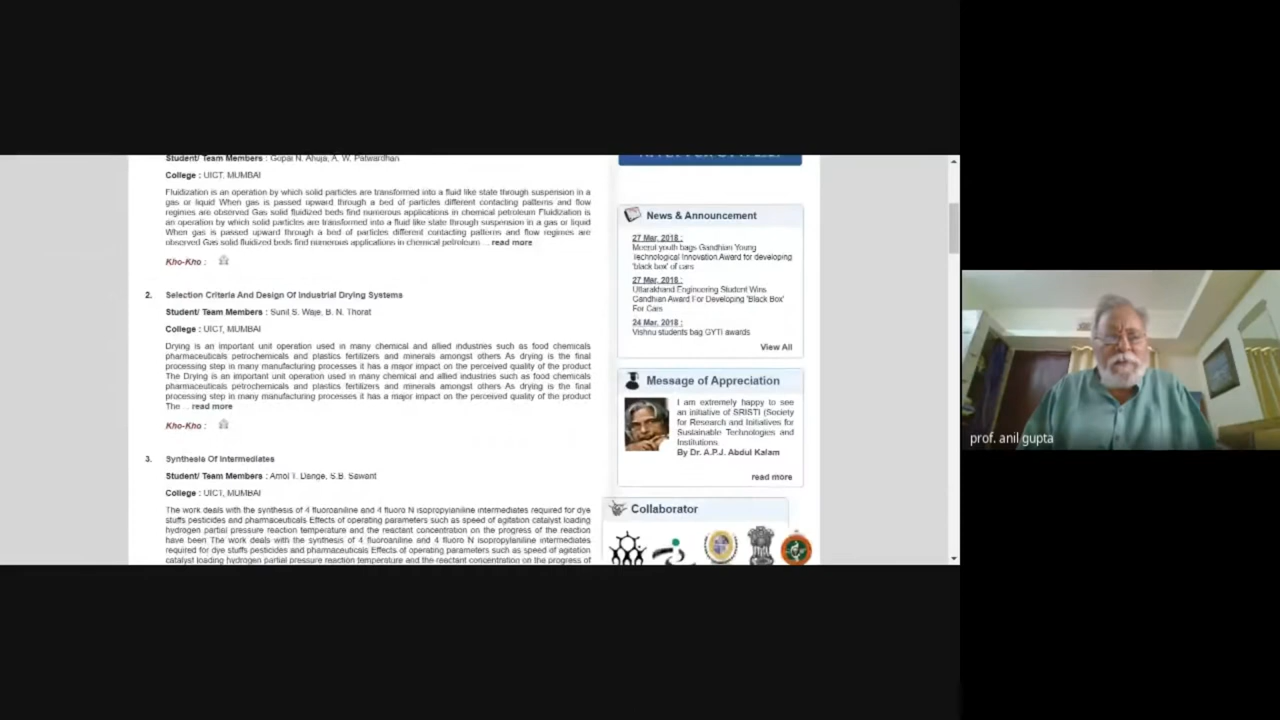 Student/ Team Members : Gopal N. Ahuja, A. W. Patwardhan
College : UICT, MUMBAI
Fluidization is an operation by which solid particles are transformed into a fluid like state through suspension in a
gas or liquid When gas is passed upward through a bed of particles different contacting patterns and flow
regimes are observed Gas solid fluidized beds find numerous applications in chemical petroleum Fluidization is
an operation by which solid particles are transformed into a fluid like state through suspension in a gas or liquid
When gas is passed upward through a bed of particles different contacting patterns and flow regimes are
observed Gas solid fluidized beds find numerous applications in chemical petroleum ... read more
Kho-Kho :
2. Selection Criteria And Design Of Industrial Drying Systems
Student/ Team Members : Sunil S. Waje, B. N. Thorat
College : UICT, MUMBAI
Drying is an important unit operation used in many chemical and allied industries such as food chemicals
pharmaceuticals petrochemicals and plastics fertilizers and minerals amongst others As drying is the final
processing step in many manufacturing processes it has a major impact on the perceived quality of the product
The Drying is an important unit operation used in many chemical and allied industries such as food chemicals
pharmaceuticals petrochemicals and plastics fertilizers and minerals amongst others As drying is the final
processing step in many manufacturing processes it has a major impact on the perceived quality of the product
The ... read more
Kho-Kho :
3. Synthesis Of Intermediates
Student/ Team Members : Amol T. Dange, S.B. Sawant
College : UICT, MUMBAI
The work deals with the synthesis of 4 fluoroaniline and 4 fluoro N isopropylaniline intermediates required for dye
stuffs pesticides and pharmaceuticals Effects of operating parameters such as speed of agitation catalyst loading
hydrogen partial pressure reaction temperature and the reactant concentration on the progress of the reaction
have been The work deals with the synthesis of 4 fluoroaniline and 4 fluoro N isopropylaniline intermediates
required for dye stuffs pesticides and pharmaceuticals Effects of operating parameters such as speed of agitation
catalyst loading hydrogen partial pressure reaction temperature and the reactant concentration on the progress of
News & Announcement
27 Mar, 2018 :
Meerut youth bags Gandhian Young
Technological Innovation Award for developing
'black box' of cars
27 Mar, 2018 :
Uttarakhand Engineering Student Wins
Gandhian Award For Developing 'Black Box'
For Cars
24 Mar, 2018 :
Vishnu students bag GYTI awards
View All
Message of Appreciation
I am extremely happy to see
an initiative of SRISTI (Society
for Research and Initiatives for
Sustainable Technologies and
Institutions
By Dr. A.P.J. Abdul Kalam
read more
Collaborator
prof. anil gupta